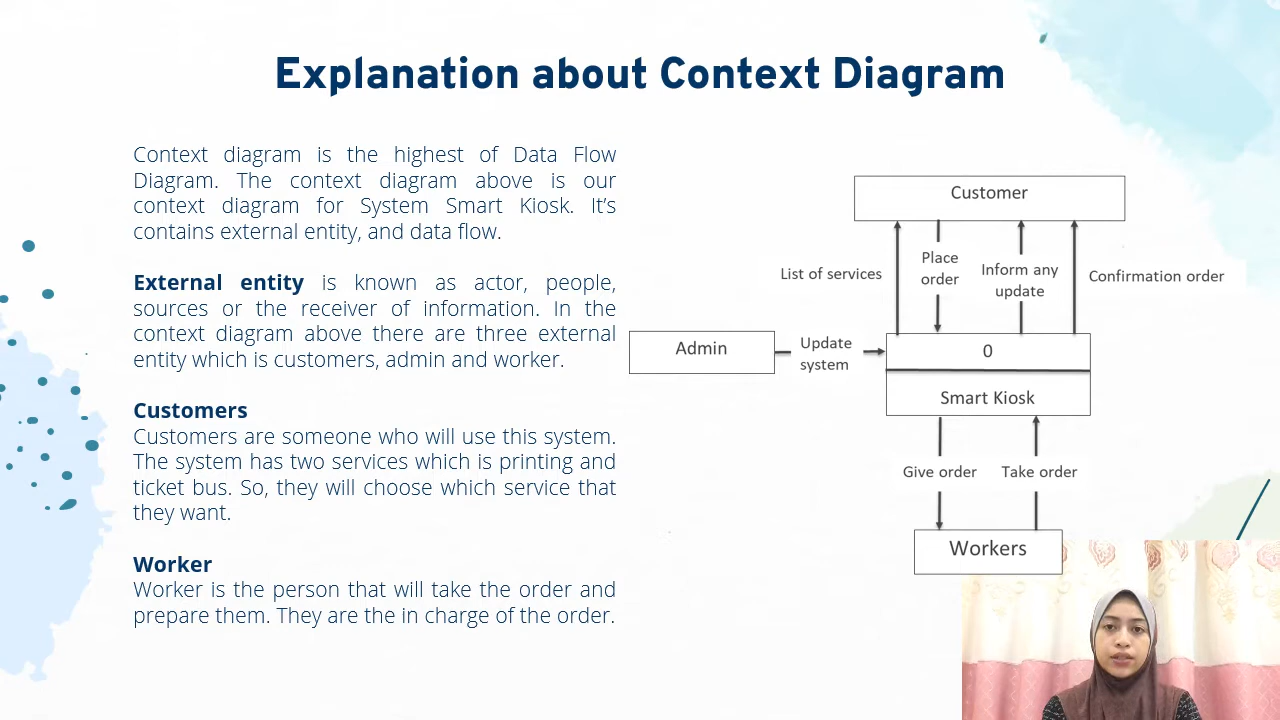 Explanation about Context Diagram
Context diagram is the highest of Data Flow
Diagram. The context diagram above is our
context diagram for System Smart Kiosk. It’s
contains external entity, and data flow.
External entity is known as actor, people,
sources or the receiver of information. In the
context diagram above there are three external
entity which is customers, admin and worker.
Customers
Customers are someone who will use this system.
The system has two services which is printing and
ticket bus. So, they will choose which service that
they want.
Worker
Worker is the person that will take the order and
prepare them. They are the in charge of the order.
Customer
List of services
Place
order
Inform any
update
Confirmation order
Admin
Update
system
0
Smart Kiosk
Give order
Take order
Workers